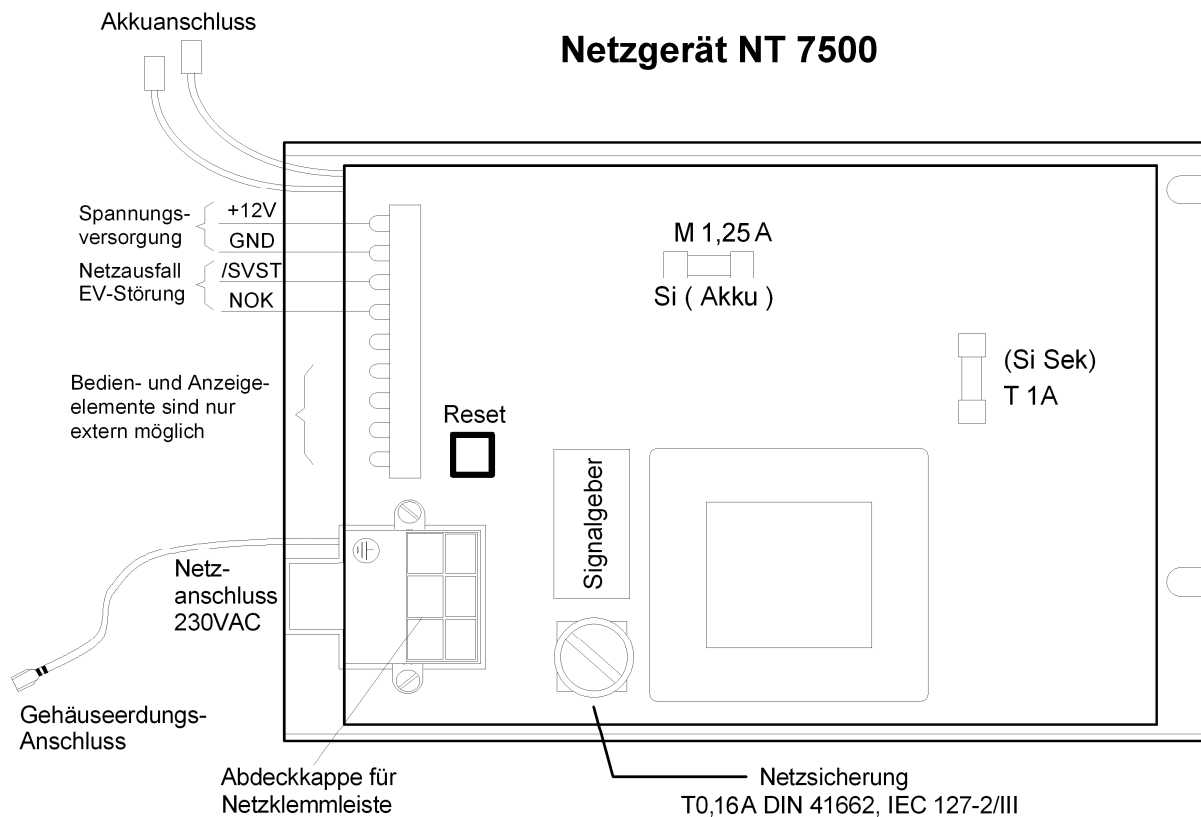 Akkuanschluss
Netzgerät NT 7500
Spannungs-
versorgung
+12V
GND
Netzausfall
EV-Störung
/SVST
NOK
M 1,25 A
Si ( Akku )
(Si Sek)
T 1A
Bedien- und Anzeige-
elemente sind nur
extern möglich
Reset
Signalgeber
Netz-
anschluss
230VAC
Gehäuseerdungs-
Anschluss
Abdeckkappe für
Netzklemmleiste
Netzsicherung
T0,16A DIN 41662, IEC 127-2/III